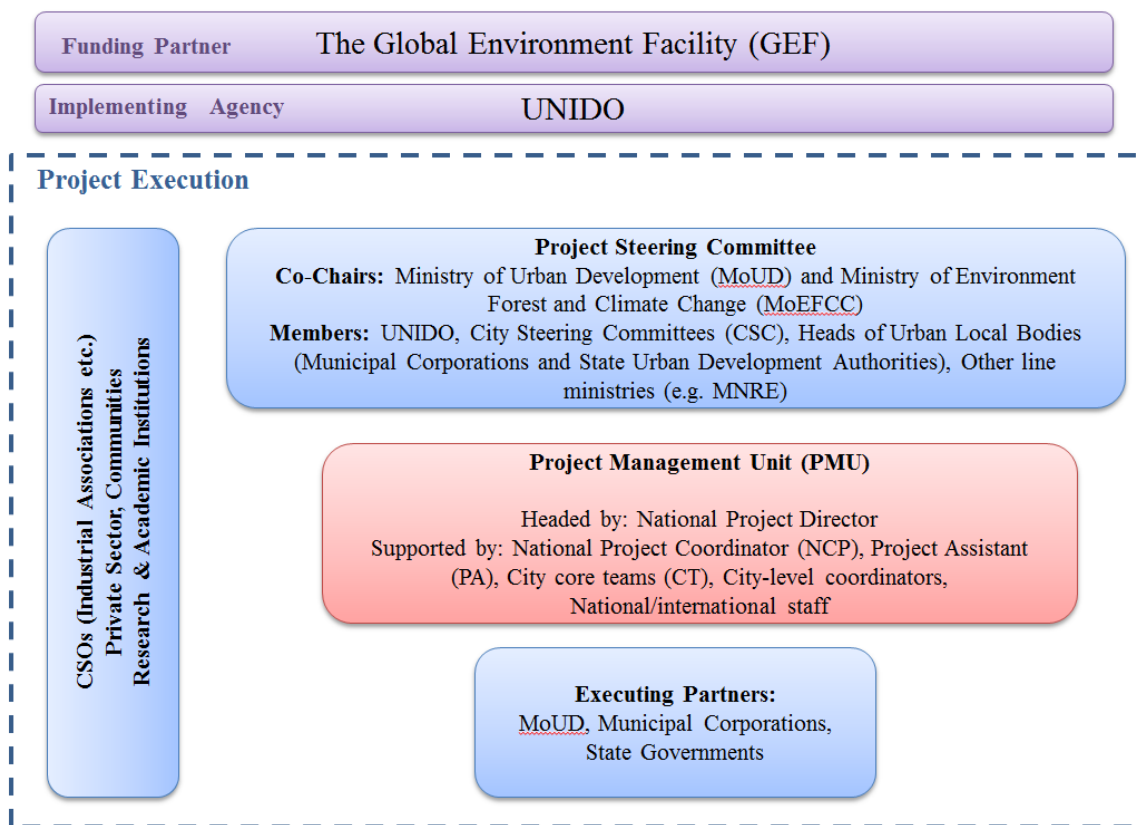 Funding Partner The Global Environment Facility (GEF)
Implementing Agency UNIDO
Project Execution
CSOs (Industrial Associations etc.)
Private Sector, Communities
Research & Academic Institutions
Project Steering Committee
Co-Chairs: Ministry of Urban Development (MoUD) and Ministry of Environment
Forest and Climate Change (MoEFCC)
Members: UNIDO, City Steering Committees (CSC), Heads of Urban Local Bodies
(Municipal Corporations and State Urban Development Authorities), Other line
ministries (e.g. MNRE)
Project Management Unit (PMU)
Headed by: National Project Director
Supported by: National Project Coordinator (NCP), Project Assistant
(PA), City core teams (CT), City-level coordinators,
National/international staff
Executing Partners:
MoUD, Municipal Corporations,
State Governments